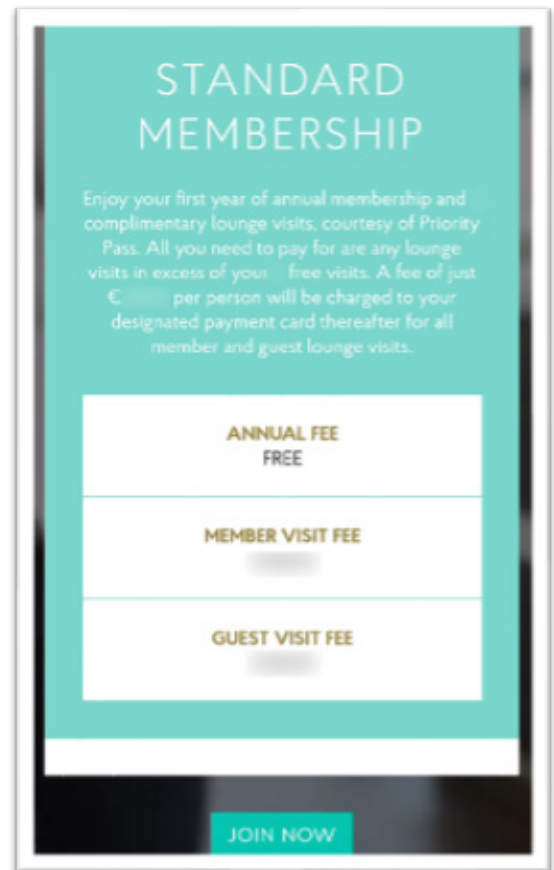 STANDARD
MEMBERSHIP
Enjoy your first year of annual membership and
complimentary lounge visits, courtesy of Priority
Pass. All you need to pay for are any lounge
visits in excess of your free visits. A fee of just
€ per person will be charged to your
designated payment card thereafter for all
member and guest lounge visits.
ANNUAL FEE
FREE
MEMBER VISIT FEE
GUEST VISIT FEE
JOIN NOW